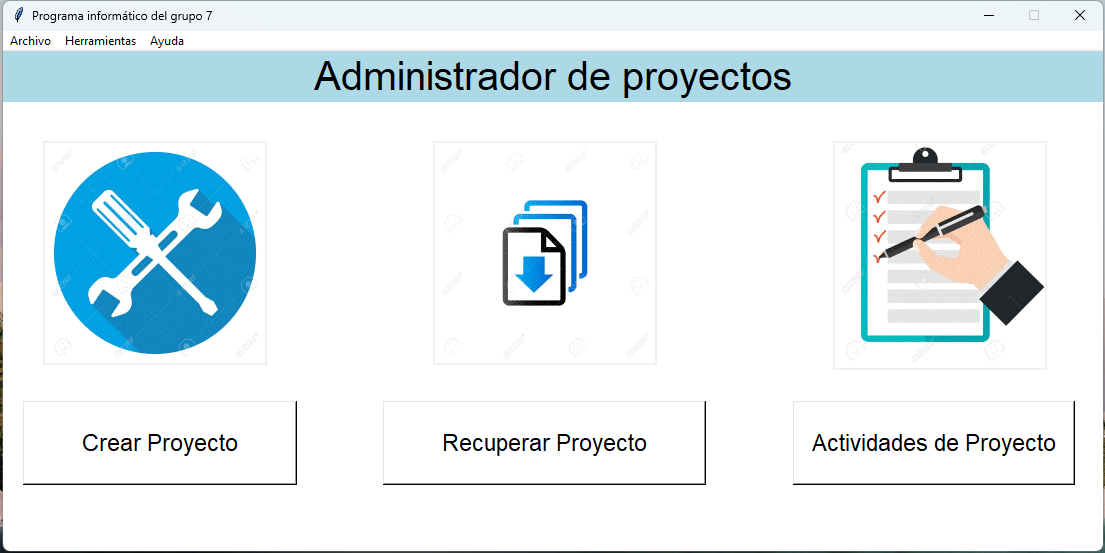 Programa informático del grupo 7
Archivo Herramientas Ayuda
Administrador de proyectos
Crear Proyecto
Recuperar Proyecto
Actividades de Proyecto